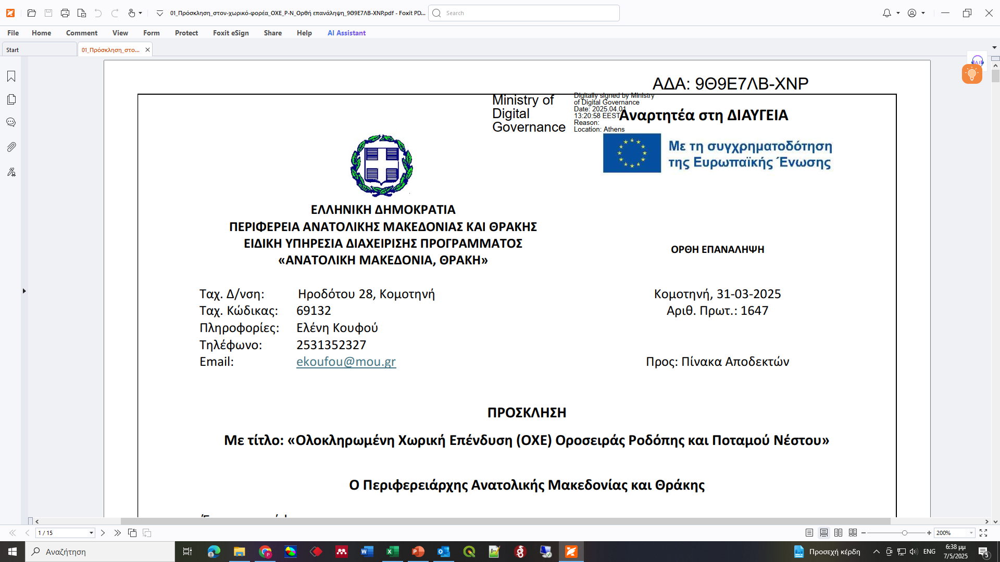 01_Πρόσκληση_στον-χωρικό-φορέα_ΟΧΕ_Ρ-Ν_Ορθή επανάληψη_9Θ9Ε7ΛΒ-ΧΝΡ.pdf - Foxit PD...
Search
File Home Comment View Form Protect Foxit eSign Share Help AI Assistant
Start
01_Πρόσκληση_στο...
ΑΔΑ: 9Θ9Ε7ΛΒ-ΧΝΡ
Ministry of
Digital
Governance
Digitally signed by Ministry
of Digital Governance
Date: 2025.04.01
13:20:58 EEST
Reason:
Location: Athens
Αναρτητέα στη ΔΙΑΥΓΕΙΑ
Με τη συγχρηματοδότηση
της Ευρωπαϊκής Ένωσης
ΕΛΛΗΝΙΚΗ ΔΗΜΟΚΡΑΤΙΑ
ΠΕΡΙΦΕΡΕΙΑ ΑΝΑΤΟΛΙΚΗΣ ΜΑΚΕΔΟΝΙΑΣ ΚΑΙ ΘΡΑΚΗΣ
ΕΙΔΙΚΗ ΥΠΗΡΕΣΙΑ ΔΙΑΧΕΙΡΙΣΗΣ ΠΡΟΓΡΑΜΜΑΤΟΣ
«ΑΝΑΤΟΛΙΚΗ ΜΑΚΕΔΟΝΙΑ, ΘΡΑΚΗ»
ΟΡΘΗ ΕΠΑΝΑΛΗΨΗ
Ταχ. Δ/νση: Ηροδότου 28, Κομοτηνή
Κομοτηνή, 31-03-2025
Ταχ. Κώδικας: 69132
Αριθ. Πρωτ.: 1647
Πληροφορίες: Ελένη Κουφού
Τηλέφωνο: 2531352327
Email: ekoufou@mou.gr
Προς: Πίνακα Αποδεκτών
ΠΡΟΣΚΛΗΣΗ
Με τίτλο: «Ολοκληρωμένη Χωρική Επένδυση (ΟΧΕ) Οροσειράς Ροδόπης και Ποταμού Νέστου»
Ο Περιφερειάρχης Ανατολικής Μακεδονίας και Θράκης
1 / 15
200%
Αναζήτηση
Προσεχή κέρδη
ENG
6:38 μμ
7/5/2025
5